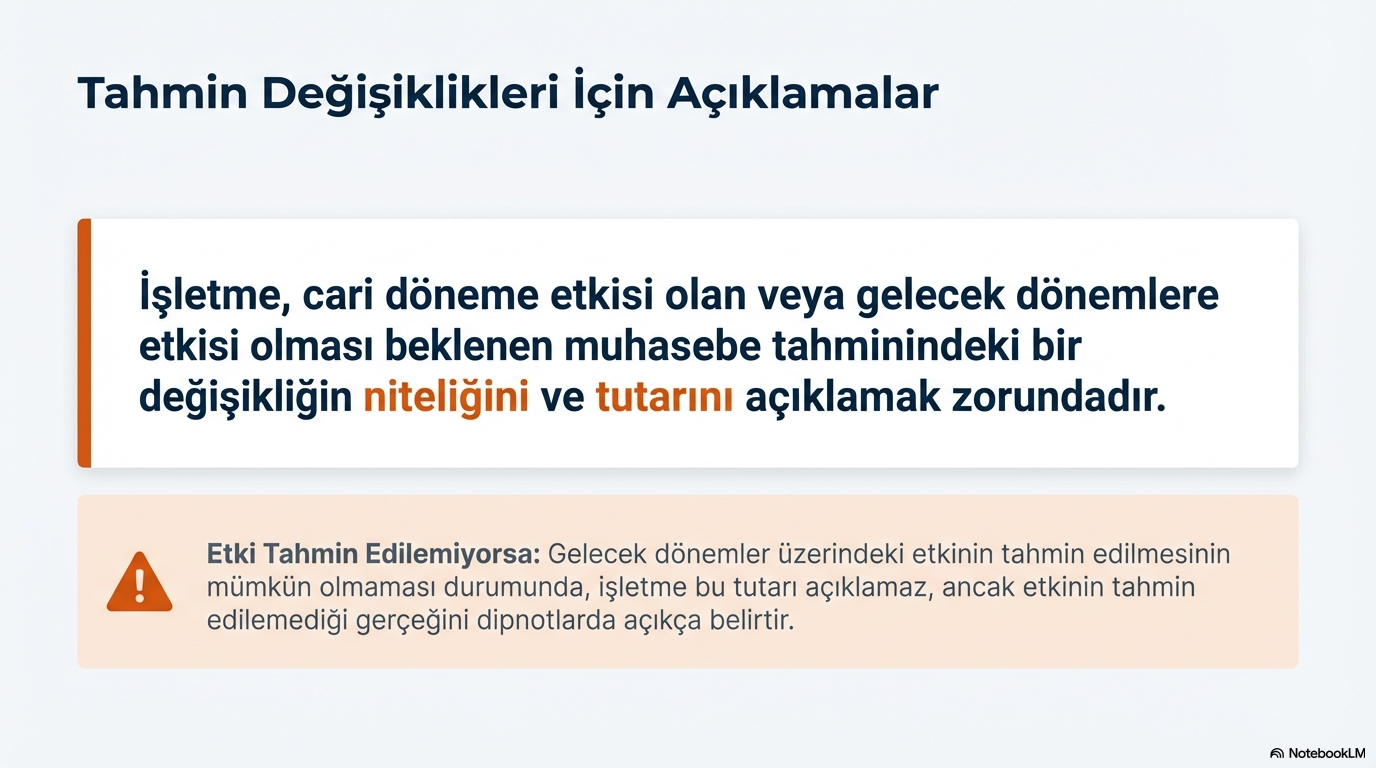 Tahmin Değişiklikleri İçin Açıklamalar
İşletme, cari döneme etkisi olan veya gelecek dönemlere
etkisi olması beklenen muhasebe tahminindeki bir
değişikliğin niteliğini ve tutarını açıklamak zorundadır.
Etki Tahmin Edilemiyorsa: Gelecek dönemler üzerindeki etkinin tahmin edilmesinin
mümkün olmaması durumunda, işletme bu tutarı açıklamaz, ancak etkinin tahmin
edilemediği gerçeğini dipnotlarda açıkça belirtir.
NotebookLM